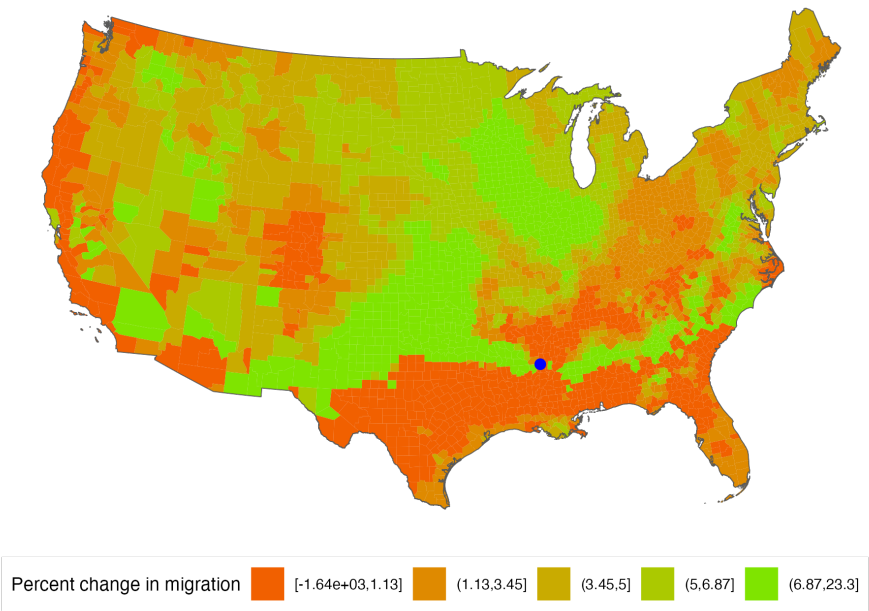 Percent change in migration [-1.64e+03,1.13] (1.13,3.45] (3.45,5] (5,6.87] (6.87,23.3]